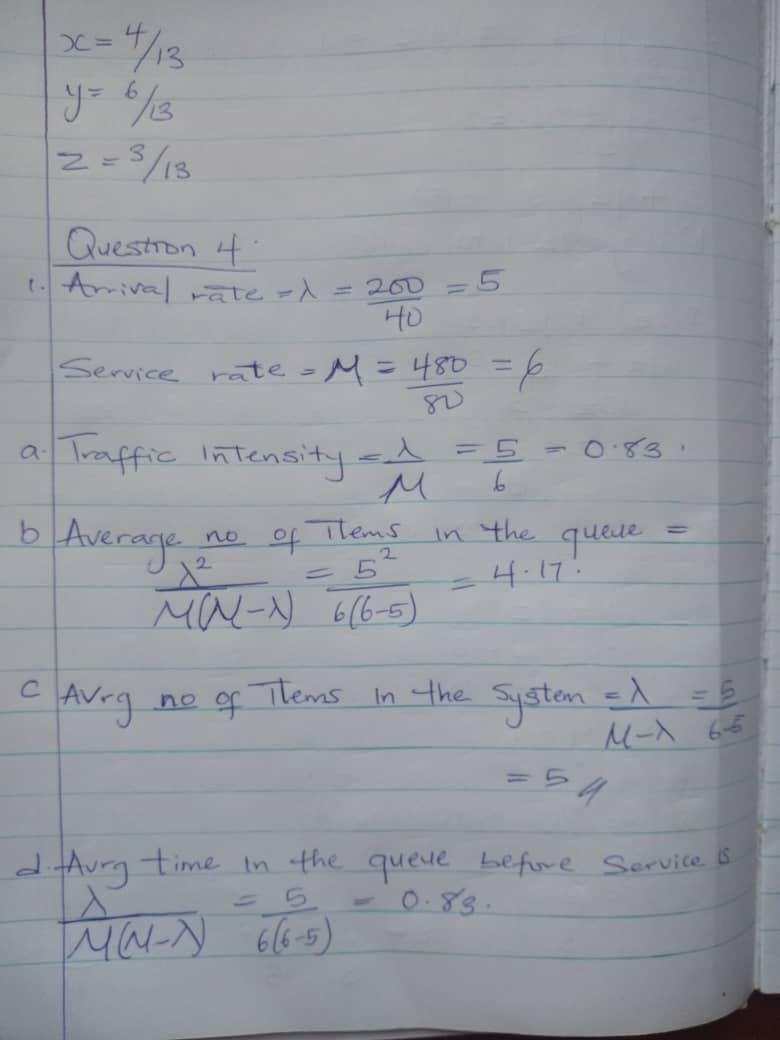 x = 4/13
y = 6/13
z = 3/13
Question 4.
1. Arrival rate = λ = 200/40 = 5
Service rate = M = 480/80 = 6
a. Traffic Intensity = λ/M = 5/6 = 0.83.
b Average no of Items in the queue =
λ²/M(M-λ) = 5²/6(6-5) = 4.17.
c Avrg no of Items in the System = λ/M-λ = 5/6-5
= 5
d. Avrg time in the queue before Service is
λ/M(M-λ) = 5/6(6-5) = 0.83.